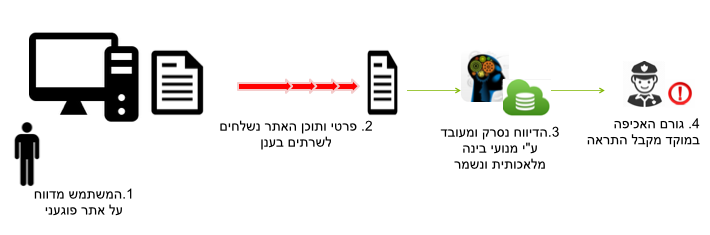 1.המשתמש מדווח
על אתר פוגעני
2. פרטי ותוכן האתר נשלחים
לשרתים בענן
3.הדיווח נסרק ומעובד
ע"י מנועי בינה
מלאכותית ונשמר
4. גורם האכיפה
במוקד מקבל התראה